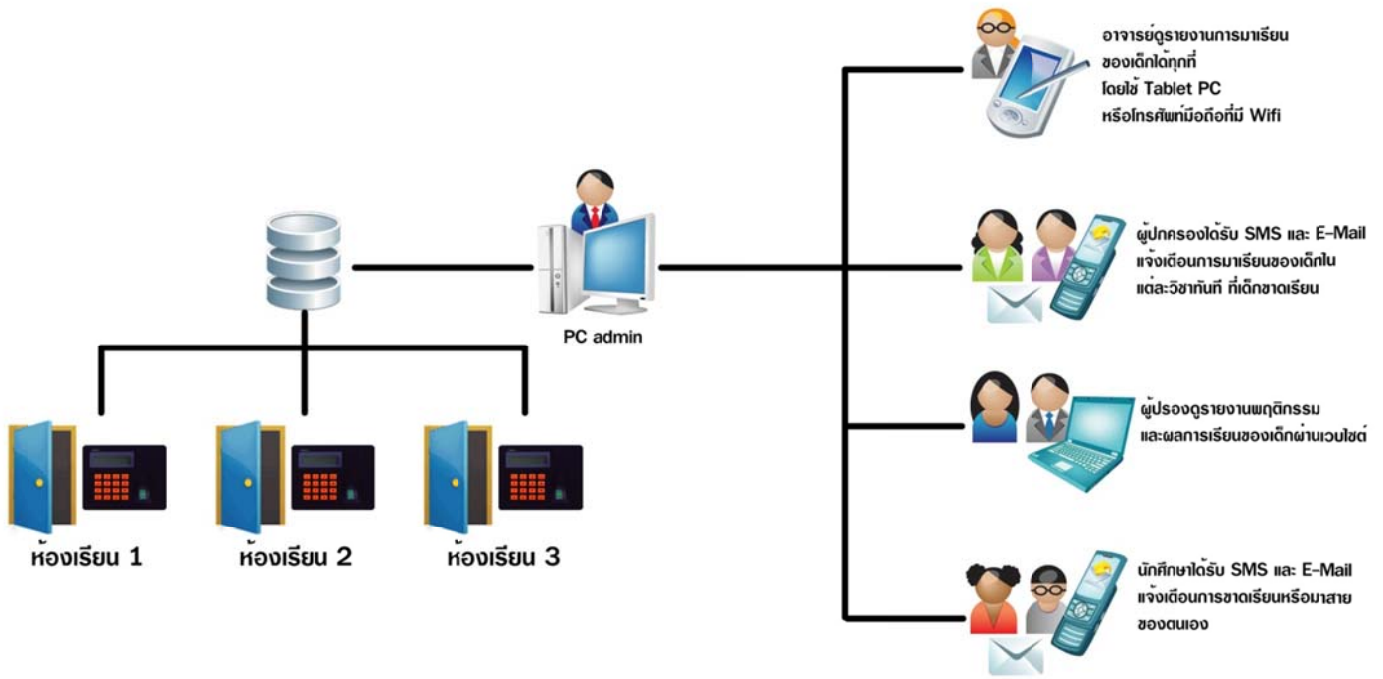 อาจารย์ดูรายงานการมาเรียน
ของเด็กได้ทุกที่
โดยใช้ Tablet PC
หรือโทรศัพท์มือถือที่มี Wifi
ผู้ปกครองได้รับ SMS และ E-Mail
แจ้งเตือนการมาเรียนของเด็กใน
แต่ละวิชาทันที ที่เด็กขาดเรียน
PC admin
ผู้ปรองดูรายงานพฤติกรรม
และผลการเรียนของเด็กผ่านเวบไซต์
ห้องเรียน 1
ห้องเรียน 2
ห้องเรียน 3
นักศึกษาได้รับ SMS และ E-Mail
แจ้งเตือนการขาดเรียนหรือมาสาย
ของตนเอง